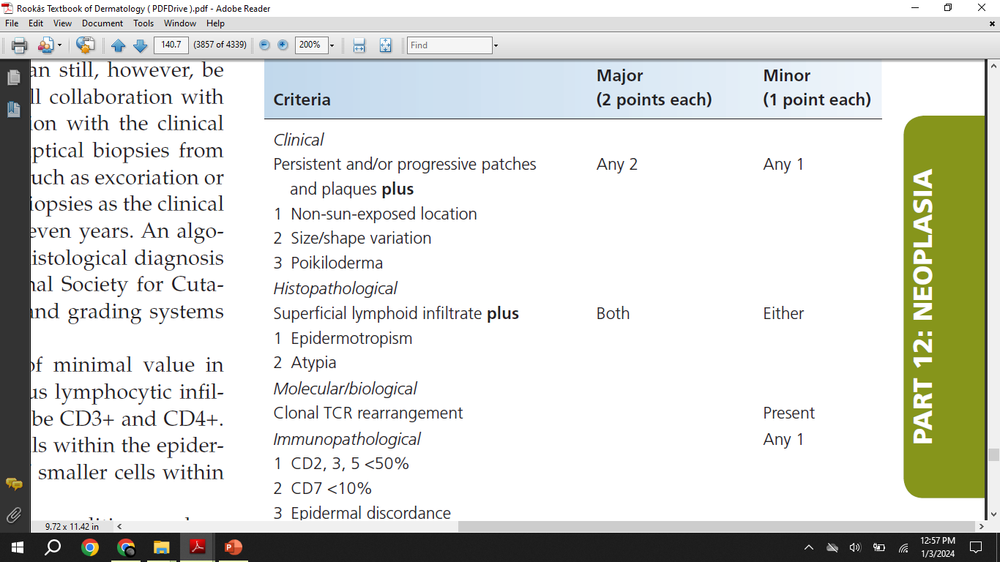 Rookâs Textbook of Dermatology ( PDFDrive ).pdf - Adobe Reader
File Edit View Document Tools Window Help
140.7 (3857 of 4339) 200% Find
an still, however, be
ll collaboration with
ion with the clinical
ptical biopsies from
uch as excoriation or
iopsies as the clinical
even years. An algo-
istological diagnosis
nal Society for Cuta-
and grading systems
of minimal value in
us lymphocytic infil-
be CD3+ and CD4+.
ls within the epider-
smaller cells within
Criteria Major (2 points each) Minor (1 point each)
Clinical
Persistent and/or progressive patches Any 2 Any 1
and plaques plus
1 Non-sun-exposed location
2 Size/shape variation
3 Poikiloderma
Histopathological
Superficial lymphoid infiltrate plus Both Either
1 Epidermotropism
2 Atypia
Molecular/biological
Clonal TCR rearrangement Present
Immunopathological Any 1
1 CD2, 3, 5 <50%
2 CD7 <10%
3 Epidermal discordance
PART 12: NEOPLASIA
9.72 x 11.42 in
12:57 PM
1/3/2024